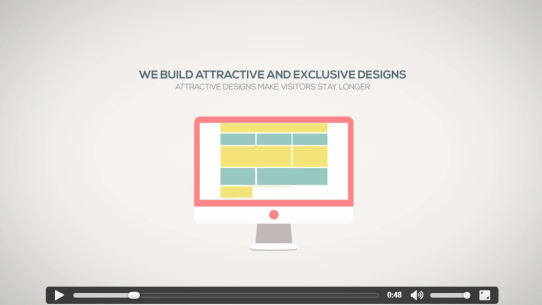 WE BUILD ATTRACTIVE AND EXCLUSIVE DESIGNS
ATTRACTIVE DESIGNS MAKE VISITORS STAY LONGER
0:48